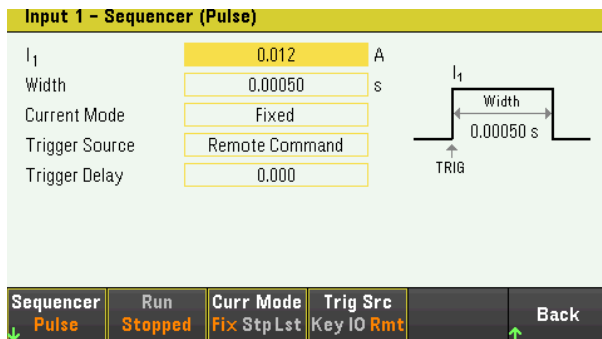 Input 1 – Sequencer (Pulse)
I1 0.012 A
Width 0.00050 s
Current Mode Fixed
Trigger Source Remote Command
Trigger Delay 0.000
I1
Width
0.00050 s
TRIG
Sequencer Run Curr Mode Trig Src
Pulse Stopped Fix Stp Lst Key IO Rmt Back